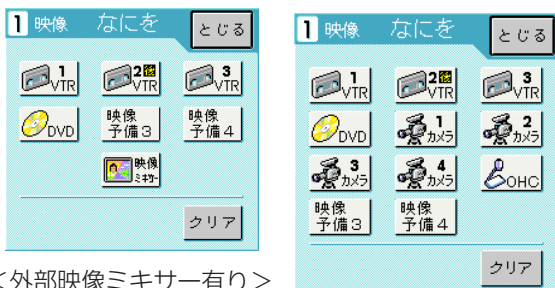 1 映像 なにを とじる
1 VTR 2個 VTR 3 VTR
DVD 映像予備3 映像予備4
映像ミキサー
クリア
<外部映像ミキサー有り>
1 映像 なにを とじる
1 VTR 2 VTR 3 VTR
DVD 1 カメラ 2 カメラ
3 カメラ 4 カメラ OHC
映像予備3 映像予備4
クリア